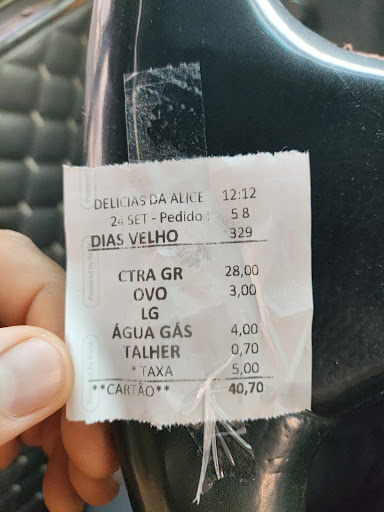 DELICIAS DA ALICE 12:12
24 SET - Pedido : 58
DIAS VELHO 329
CTRA GR 28,00
OVO 3,00
LG
ÁGUA GÁS 4,00
TALHER 0,70
* TAXA 5,00
**CARTÃO** 40,70